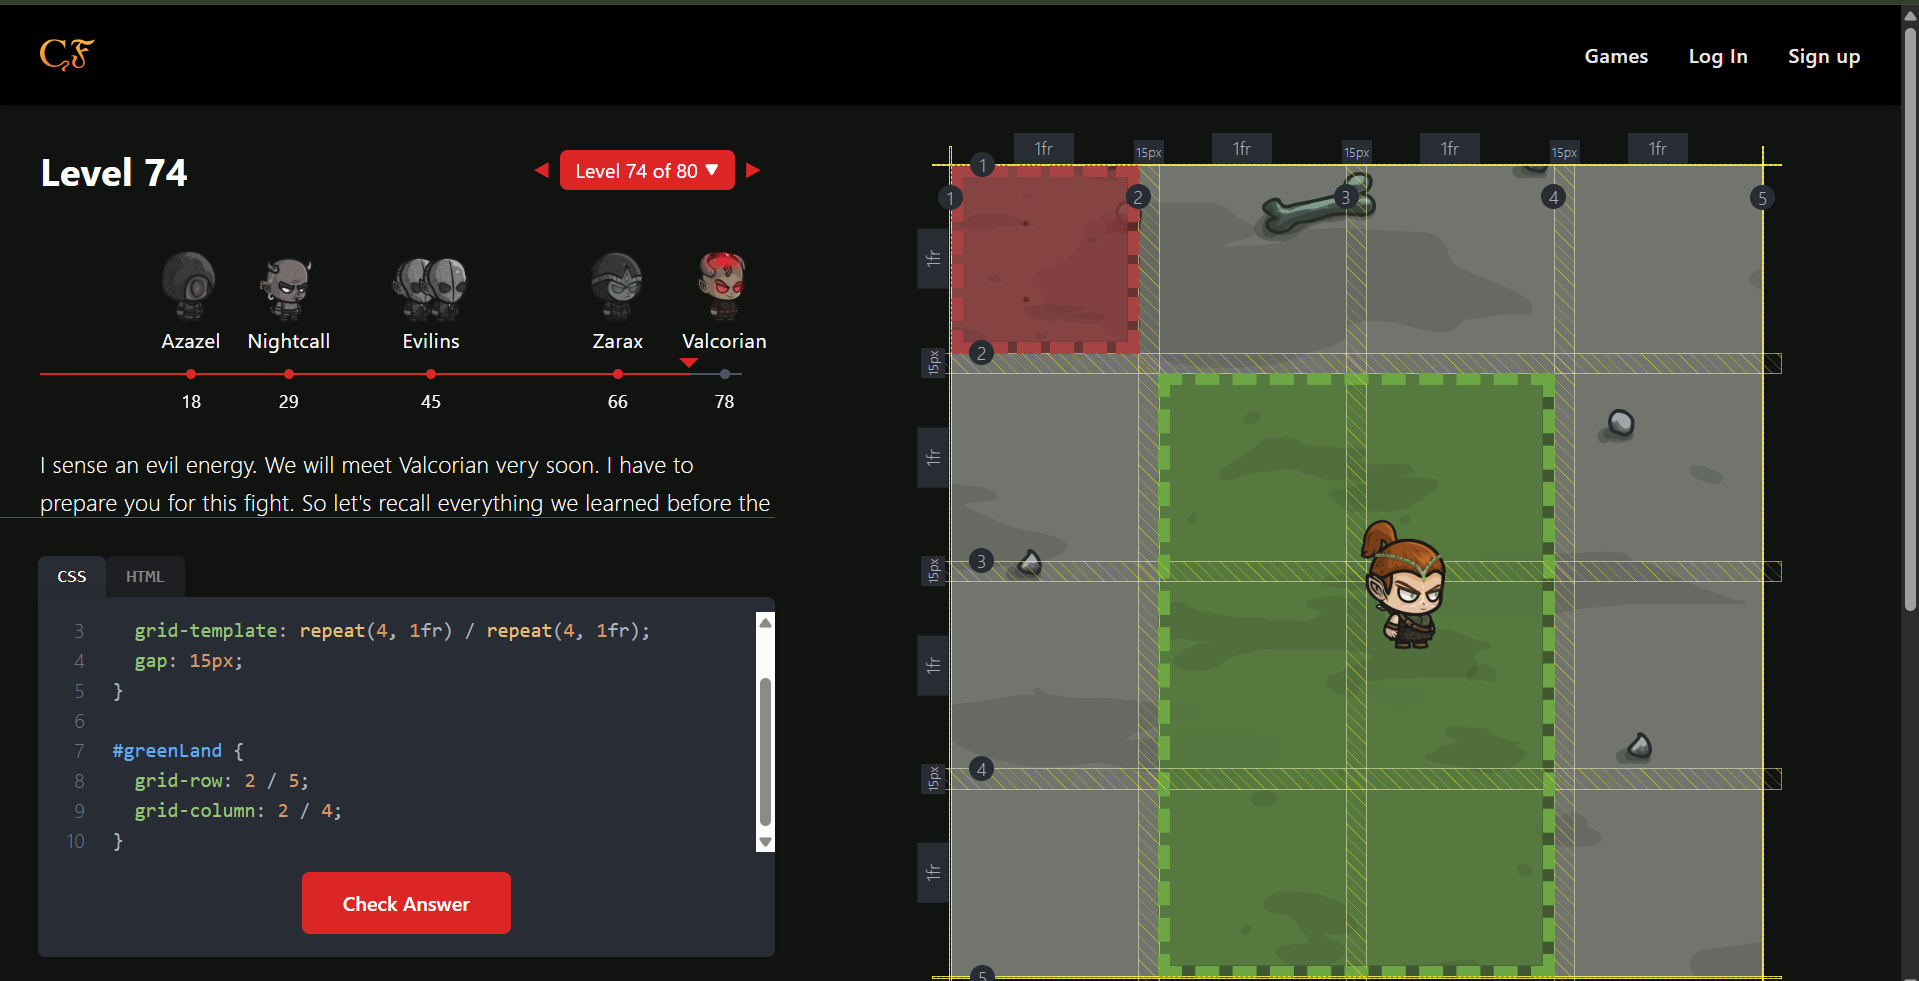 CF
Games
Log In
Sign up
Level 74
Level 74 of 80 ▼
Azazel
Nightcall
Evilins
Zarax
Valcorian
18
29
45
66
78
I sense an evil energy. We will meet Valcorian very soon. I have to
prepare you for this fight. So let's recall everything we learned before the
CSS
HTML
3 grid-template: repeat(4, 1fr) / repeat(4, 1fr);
4 gap: 15px;
5 }
6
7 #greenLand {
8 grid-row: 2 / 5;
9 grid-column: 2 / 4;
10 }
Check Answer
1fr
15px
1fr
15px
1fr
15px
1fr
1
1
2
3
4
5
1fr
2
15px
1fr
3
15px
1fr
4
15px
1fr
5